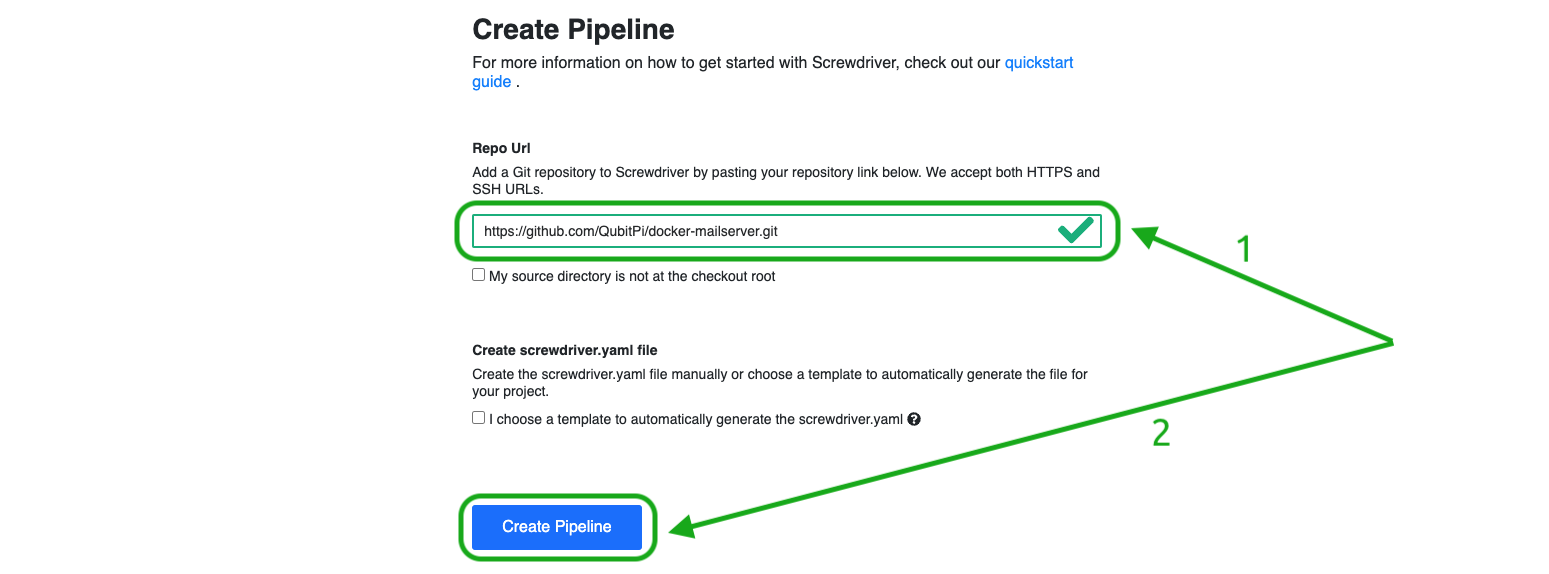 Create Pipeline
For more information on how to get started with Screwdriver, check out our quickstart
guide .
Repo Url
Add a Git repository to Screwdriver by pasting your repository link below. We accept both HTTPS and
SSH URLs.
https://github.com/QubitPi/docker-mailserver.git
1
My source directory is not at the checkout root
Create screwdriver.yaml file
Create the screwdriver.yaml file manually or choose a template to automatically generate the file for
your project.
I choose a template to automatically generate the screwdriver.yaml ?
2
Create Pipeline